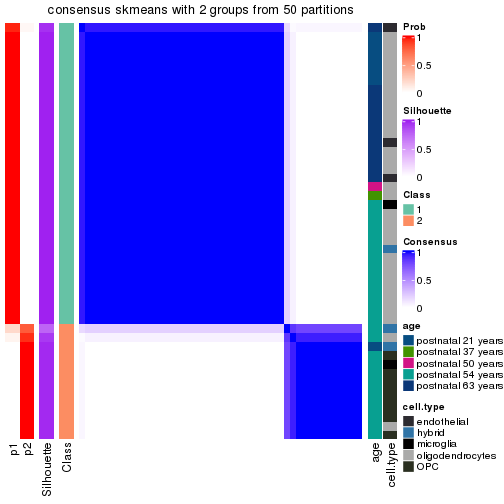 consensus skmeans with 2 groups from 50 partitions
Prob
1
0.5
0
Silhouette
1
0.5
0
Class
1
2
Consensus
1
0.5
0
age
postnatal 21 years
postnatal 37 years
postnatal 50 years
postnatal 54 years
postnatal 63 years
cell.type
endothelial
hybrid
microglia
oligodendrocytes
OPC
p1
p2
Silhouette
Class
age
cell.type